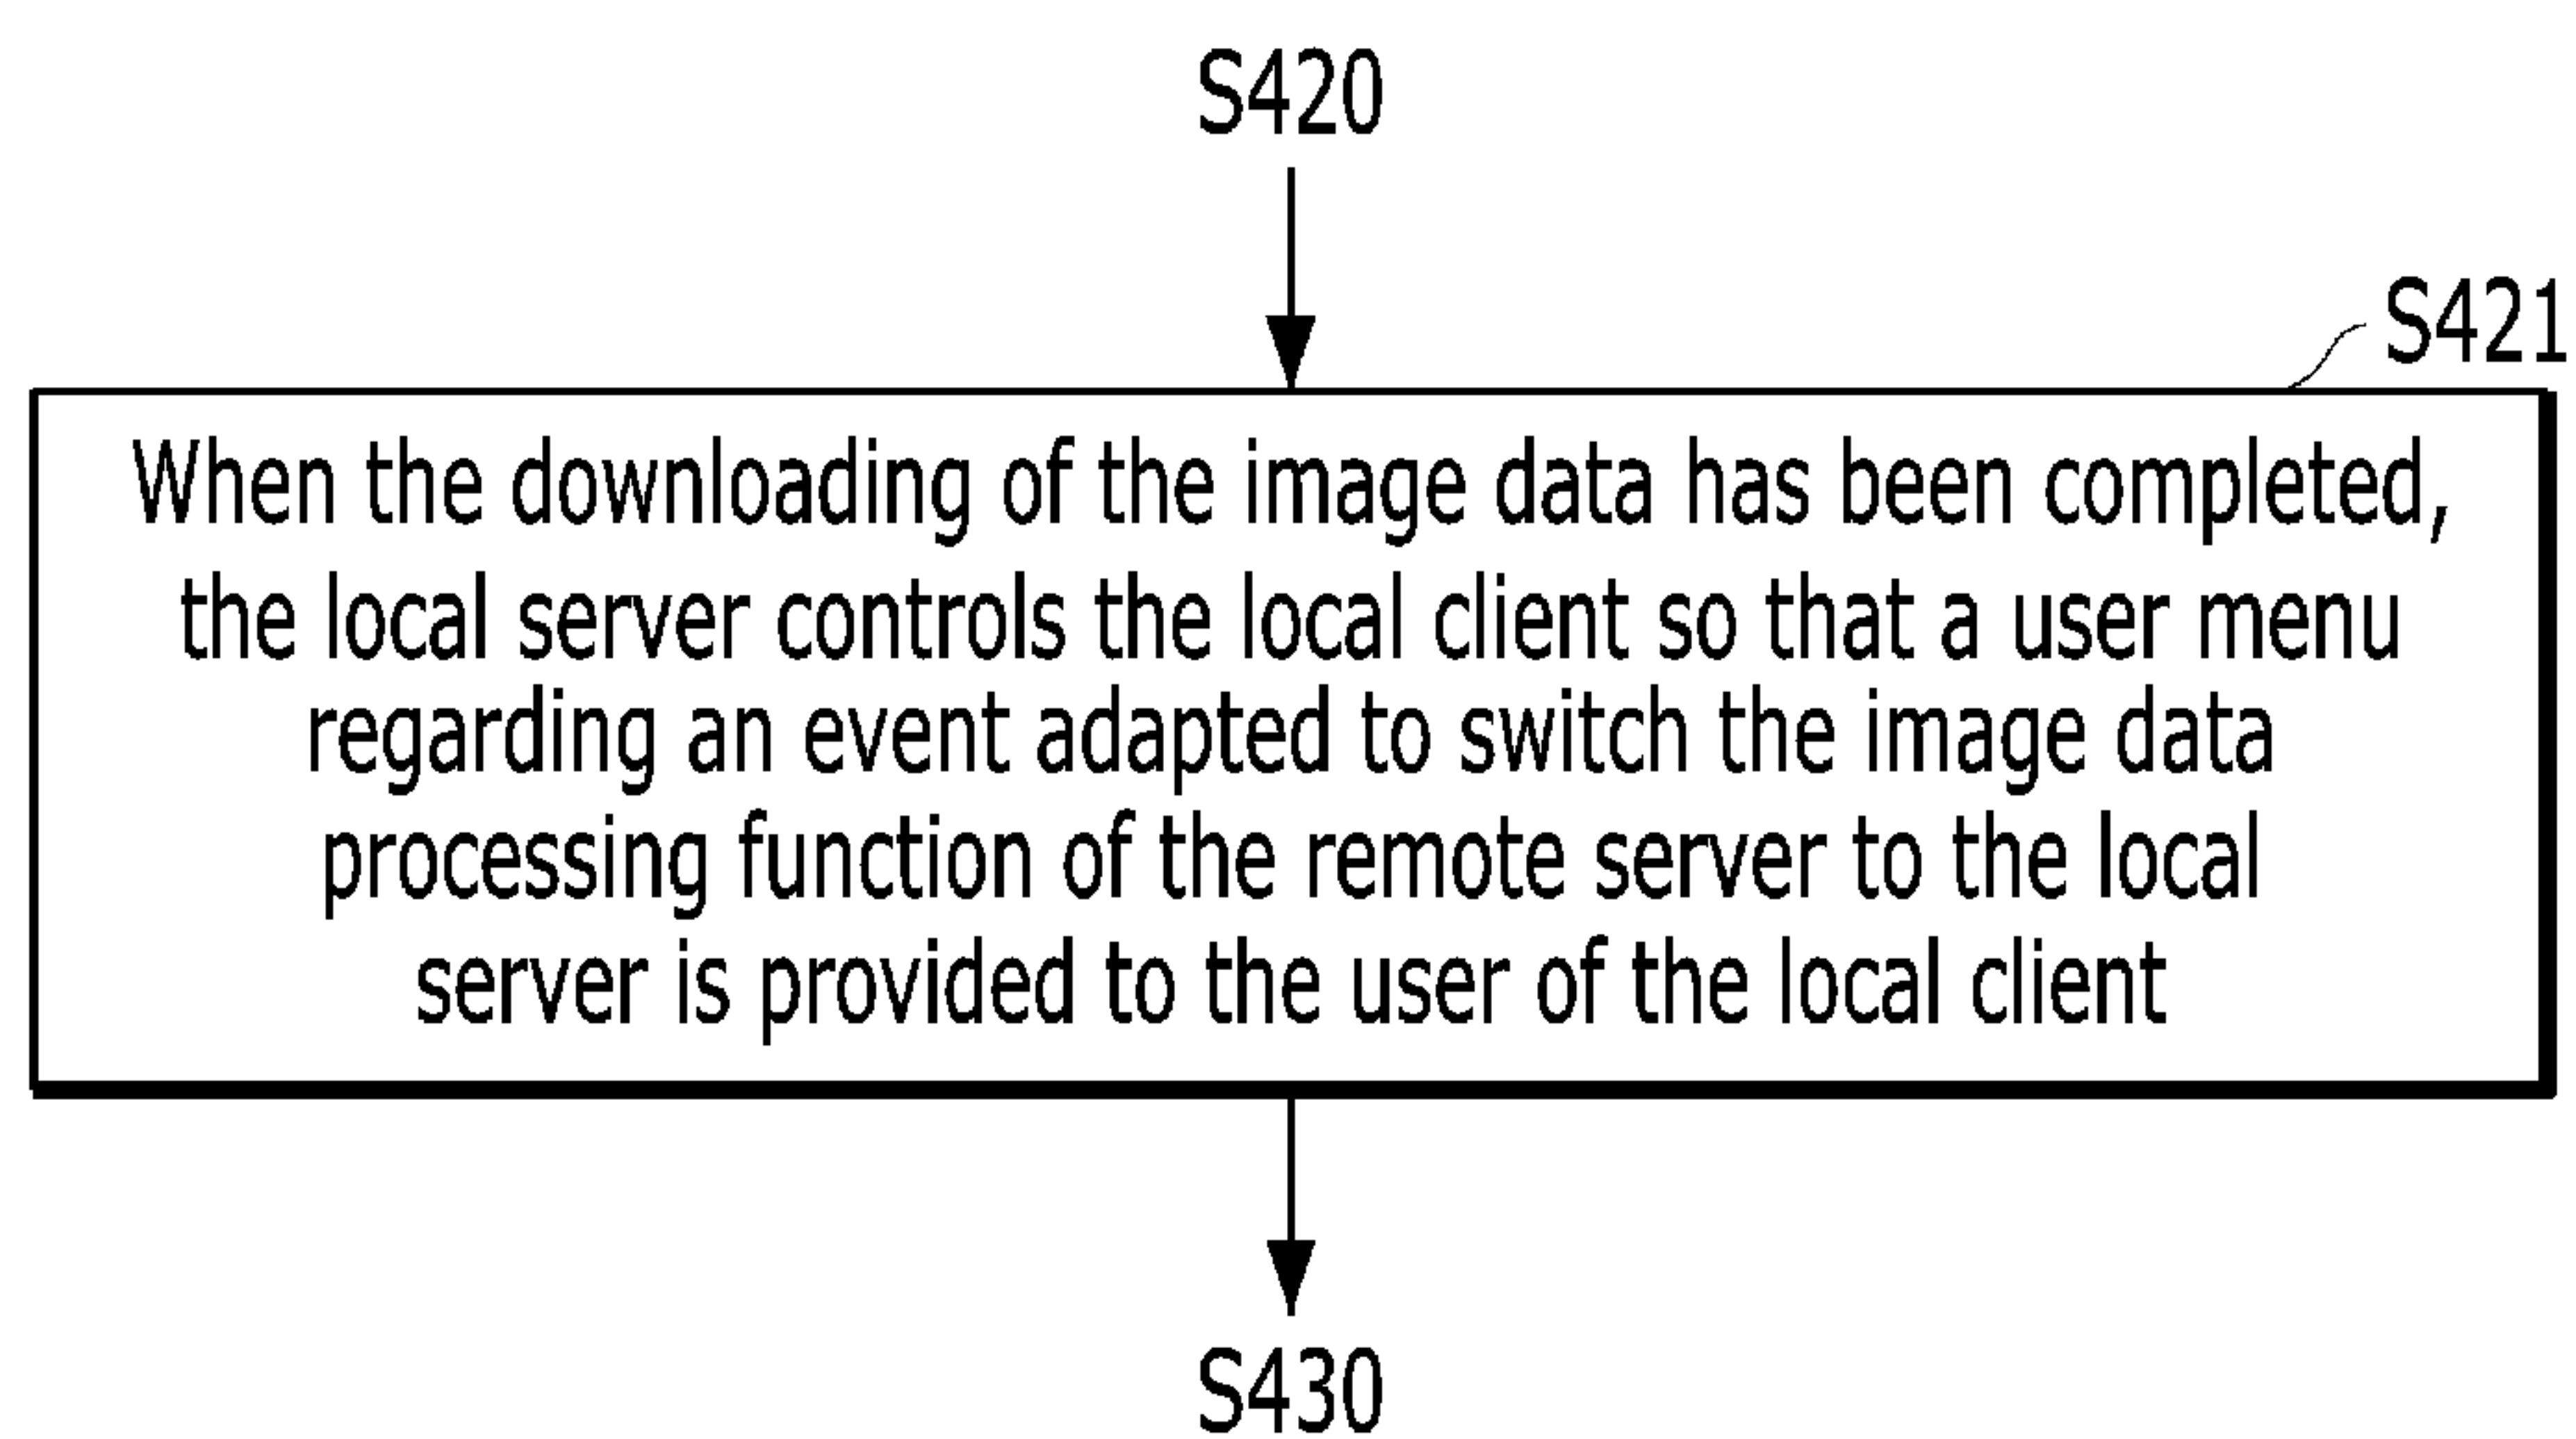 S420
S421
When the downloading of the image data has been completed,
the local server controls the local client so that a user menu
regarding an event adapted to switch the image data
processing function of the remote server to the local
server is provided to the user of the local client
S430